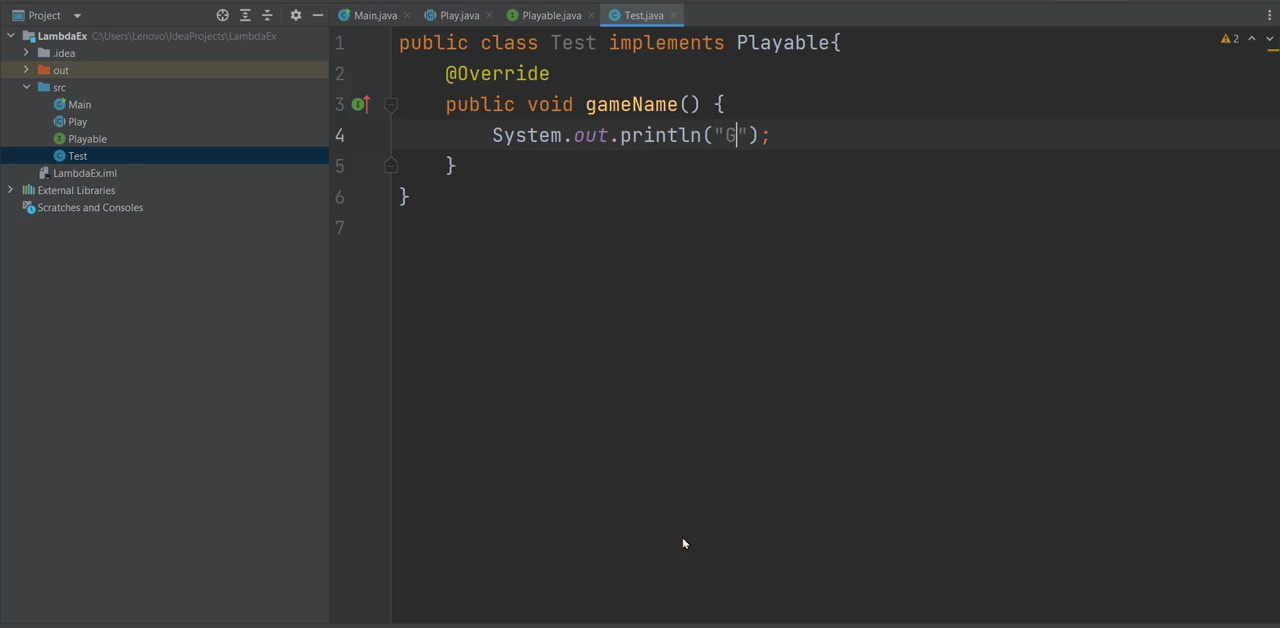 Project
Main.java
Play.java
Playable.java
Test.java
LambdaEx C:\Users\Lenovo\IdeaProjects\LambdaEx
.idea
out
src
Main
Play
Playable
Test
LambdaEx.iml
External Libraries
Scratches and Consoles
1 public class Test implements Playable{
2 @Override
3 public void gameName() {
4 System.out.println("G");
5 }
6 }
7
2